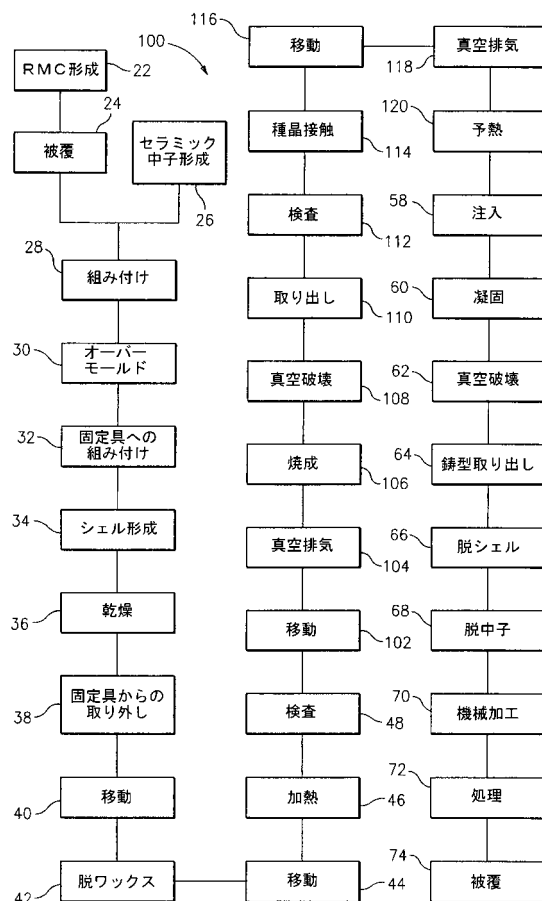 100
RMC形成
22
24
被覆
セラミック
中子形成
26
28
組み付け
30
オーバー
モールド
32
固定具への
組み付け
34
シェル形成
36
乾燥
38
固定具からの
取り外し
40
移動
42
脱ワックス
移動
44
加熱
46
検査
48
移動
102
真空排気
104
焼成
106
真空破壊
108
取り出し
110
検査
112
種晶接触
114
116
移動
真空排気
118
120
予熱
58
注入
60
凝固
62
真空破壊
64
鋳型取り出し
66
脱シェル
68
脱中子
70
機械加工
72
処理
74
被覆